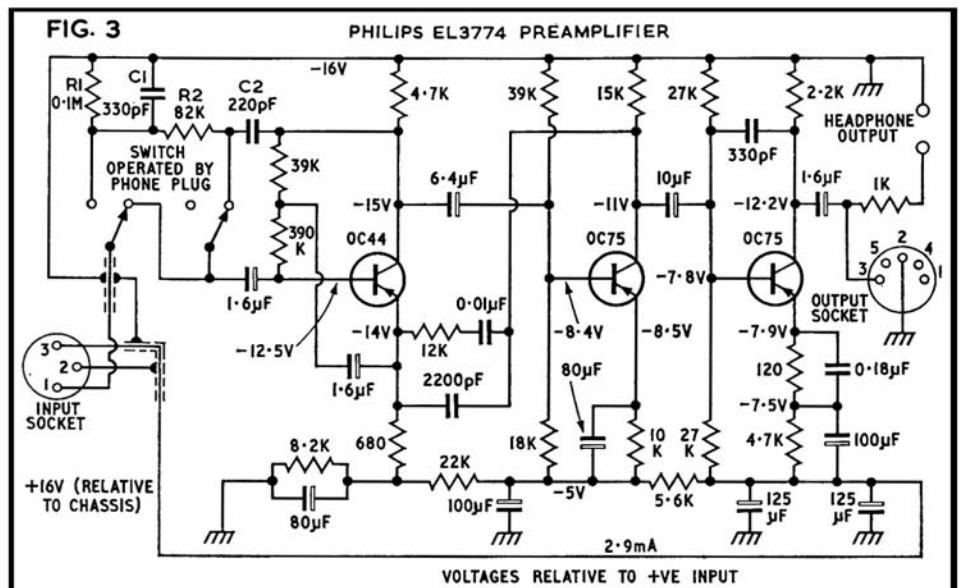 FIG. 3
PHILIPS EL3774 PREAMPLIFIER
-16V
R1
0·1M
C1
330pF
R2
82K
C2
220pF
4·7K
39K
15K
27K
2·2K
HEADPHONE
OUTPUT
SWITCH
OPERATED BY
PHONE PLUG
39K
330pF
6·4µF
10µF
1·6µF
1K
-15V
-11V
-12·2V
390
K
OC44
OC75
OC75
-7·8V
5
2
4
3
1
OUTPUT
SOCKET
1·6µF
0·01µF
-14V
-8·4V
-8·5V
-7·9V
-12·5V
12K
80µF
120
0·18µF
3
2
1
INPUT
SOCKET
1·6µF
2200pF
-7·5V
680
18K
10
K
27
K
4·7K
100µF
8·2K
22K
+16V (RELATIVE
TO CHASSIS)
-5V
5·6K
80µF
100µF
125
µF
125
µF
2·9mA
VOLTAGES RELATIVE TO +VE INPUT